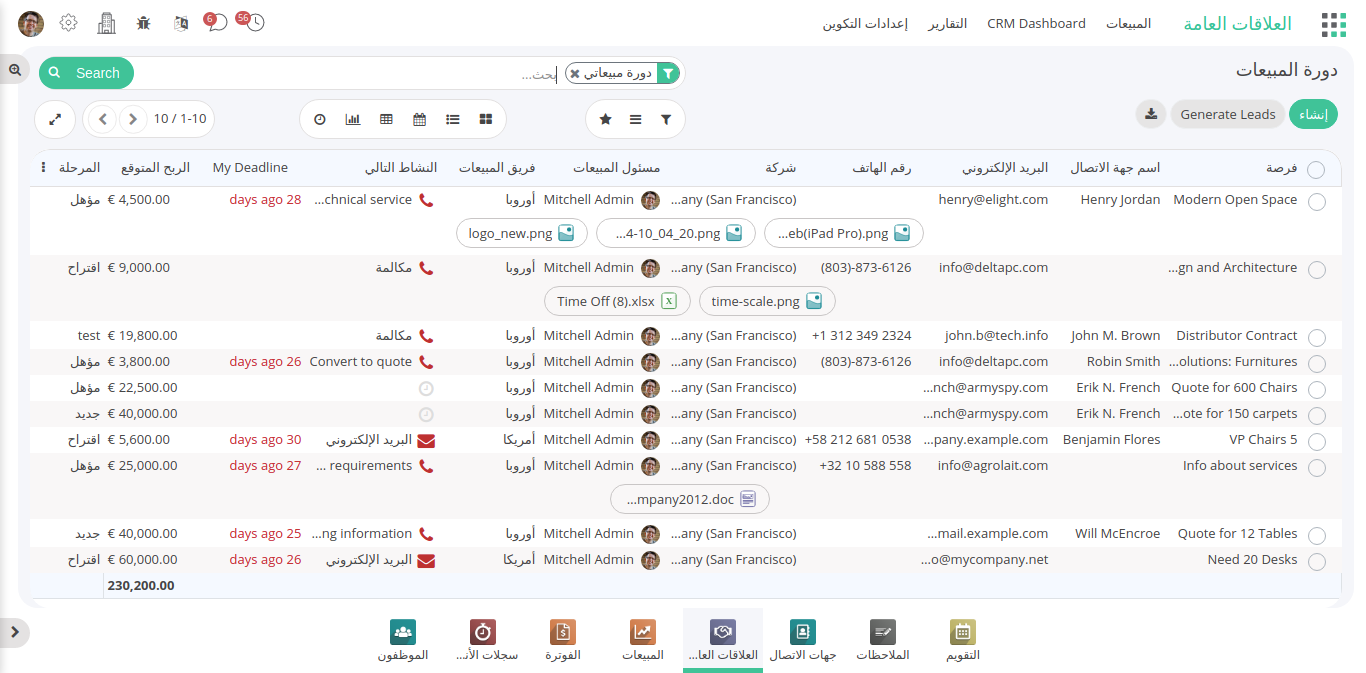 العلاقات العامة
المبيعات
CRM Dashboard
التقارير
إعدادات التكوين
56
6
دورة المبيعات
دورة مبيعاتي
بحث...
Search
إنشاء
Generate Leads
10 / 1-10
فرصة اسم جهة الاتصال البريد الإلكتروني رقم الهاتف شركة مسئول المبيعات فريق المبيعات النشاط التالي My Deadline الربح المتوقع المرحلة
Modern Open Space Henry Jordan henry@elight.com ...any (San Francisco) Mitchell Admin أوروبا ...chnical service days ago 28 € 4,500.00 مؤهل
...eb(iPad Pro).png ...4-10_04_20.png logo_new.png
...gn and Architecture info@deltapc.com (803)-873-6126 ...any (San Francisco) Mitchell Admin أوروبا مكالمة € 9,000.00 اقتراح
time-scale.png Time Off (8).xlsx
Distributor Contract John M. Brown john.b@tech.info +1 312 349 2324 ...any (San Francisco) Mitchell Admin أوروبا مكالمة € 19,800.00 test
...olutions: Furnitures Robin Smith info@deltapc.com (803)-873-6126 ...any (San Francisco) Mitchell Admin أوروبا Convert to quote days ago 26 € 3,800.00 مؤهل
Quote for 600 Chairs Erik N. French ...nch@armyspy.com ...any (San Francisco) Mitchell Admin أوروبا € 22,500.00 مؤهل
...ote for 150 carpets Erik N. French ...nch@armyspy.com ...any (San Francisco) Mitchell Admin أوروبا € 40,000.00 جديد
VP Chairs 5 Benjamin Flores ...pany.example.com +58 212 681 0538 ...any (San Francisco) Mitchell Admin أمريكا البريد الإلكتروني days ago 30 € 5,600.00 اقتراح
Info about services info@agrolait.com +32 10 588 558 ...any (San Francisco) Mitchell Admin أوروبا ... requirements days ago 27 € 25,000.00 مؤهل
...mpany2012.doc
Quote for 12 Tables Will McEncroe ...mail.example.com ...any (San Francisco) Mitchell Admin أوروبا ...ng information days ago 25 € 40,000.00 جديد
Need 20 Desks ...o@mycompany.net ...any (San Francisco) Mitchell Admin أمريكا البريد الإلكتروني days ago 26 € 60,000.00 اقتراح
230,200.00
التقويم
الملاحظات
جهات الاتصال
العلاقات العا...
المبيعات
الفوترة
سجلات الأن...
الموظفون